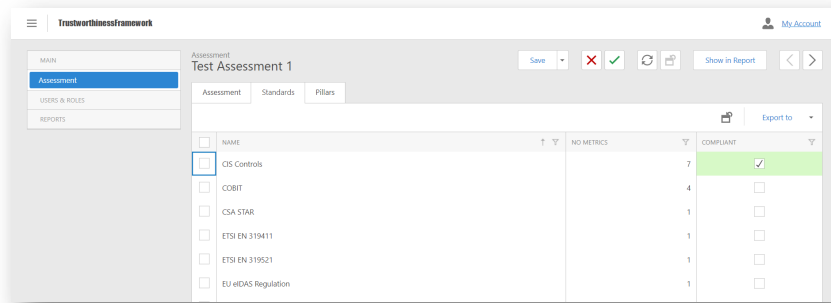 TrustworthinessFramework
My Account
MAIN
Assessment
USERS & ROLES
REPORTS
Assessment
Test Assessment 1
Save
Show in Report
Assessment Standards Pillars
Export to
NAME NO METRICS COMPLIANT
CIS Controls 7
COBIT 4
CSA STAR 1
ETSI EN 319411 1
ETSI EN 319521 1
EU eIDAS Regulation 1